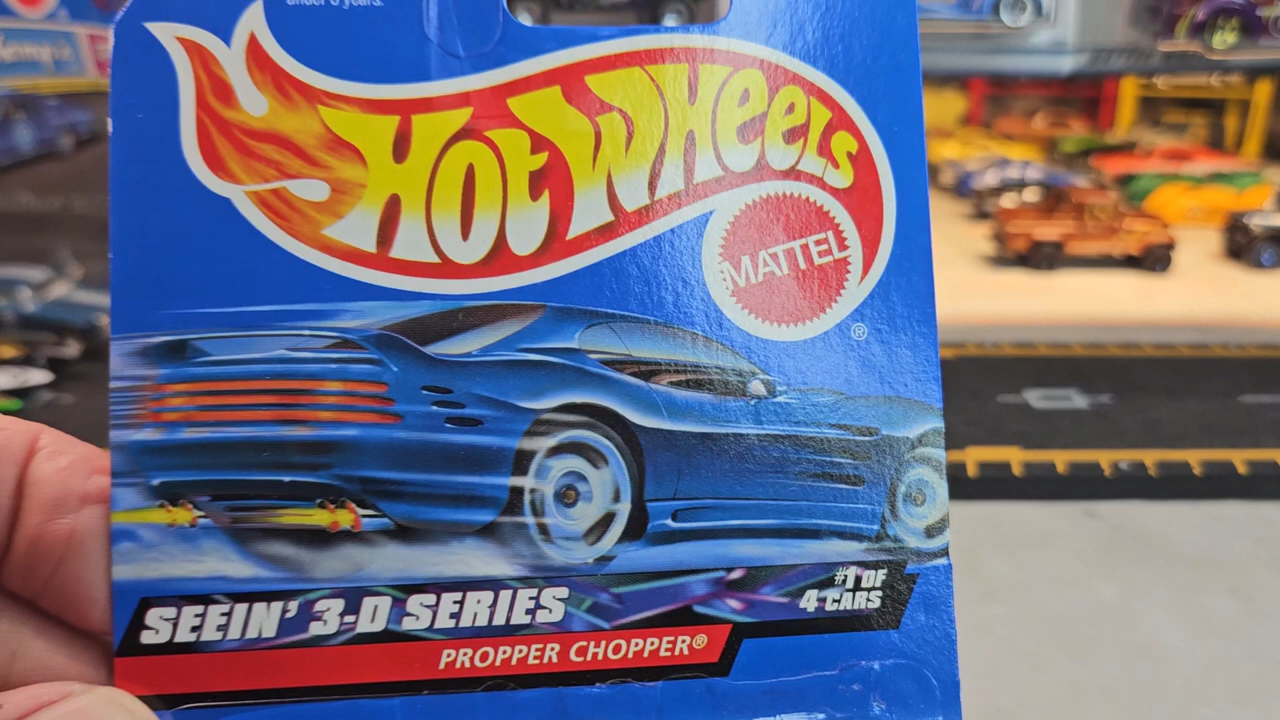 under 8 years.
HOT WHEELS
MATTEL
®
SEEIN' 3-D SERIES
#1 OF
4 CARS
PROPPER CHOPPER®